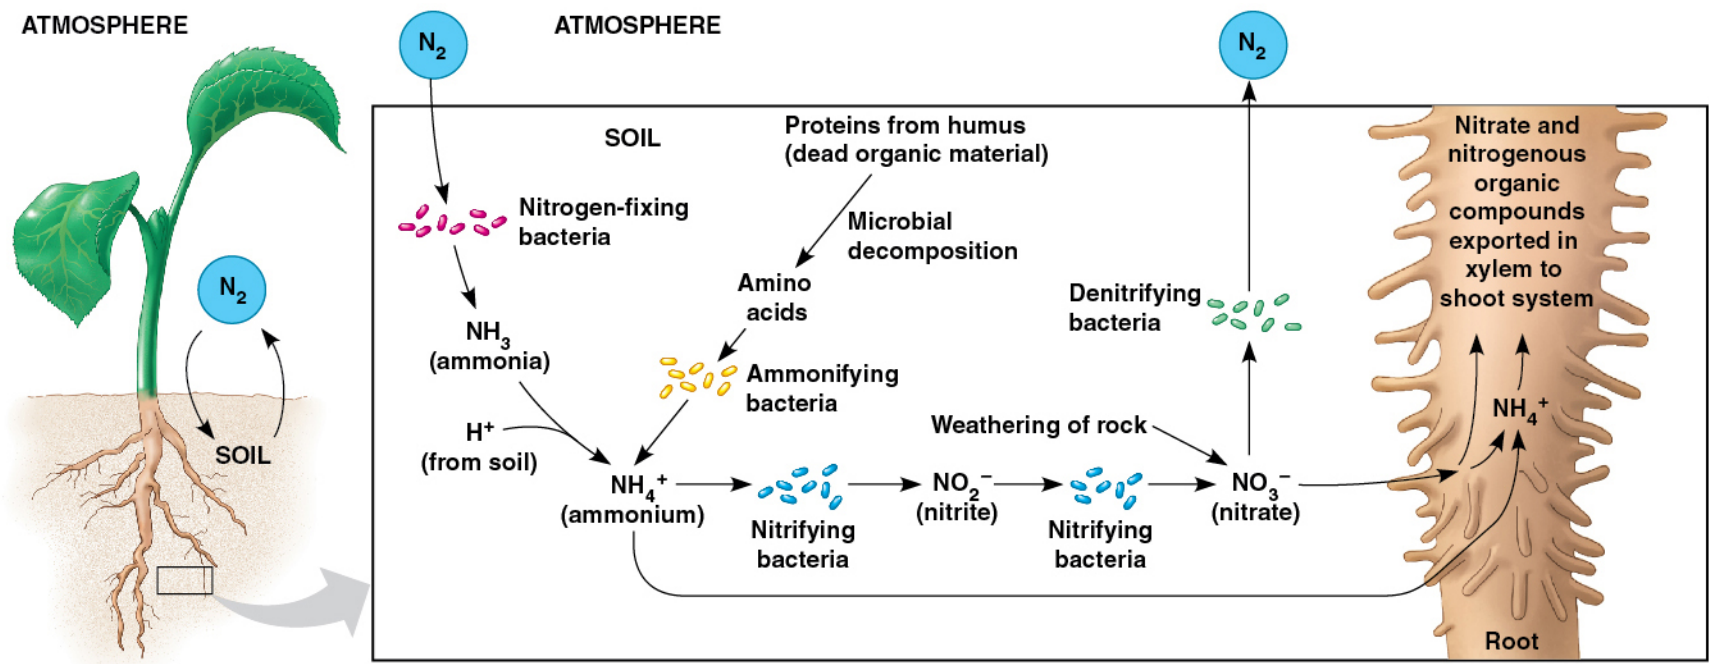 ATMOSPHERE
N2
SOIL
ATMOSPHERE
N2
N2
SOIL
Proteins from humus
(dead organic material)
Nitrogen-fixing
bacteria
Microbial
decomposition
Amino
acids
NH3
(ammonia)
Ammonifying
bacteria
H+
(from soil)
NH4+
(ammonium)
Nitrifying
bacteria
NO2−
(nitrite)
Nitrifying
bacteria
Weathering of rock
NO3−
(nitrate)
Denitrifying
bacteria
Nitrate and
nitrogenous
organic
compounds
exported in
xylem to
shoot system
NH4+
Root